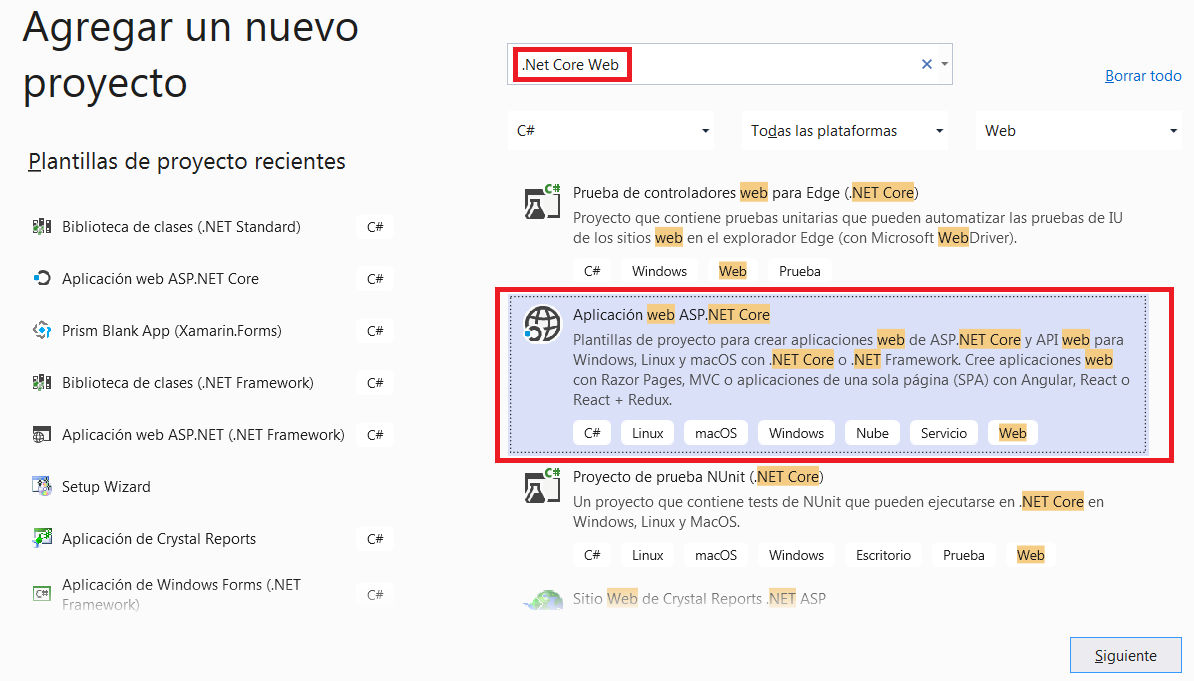 Agregar un nuevo
proyecto
Plantillas de proyecto recientes
Biblioteca de clases (.NET Standard) C#
Aplicación web ASP.NET Core C#
Prism Blank App (Xamarin.Forms) C#
Biblioteca de clases (.NET Framework) C#
Aplicación web ASP.NET (.NET Framework) C#
Setup Wizard
Aplicación de Crystal Reports C#
Aplicación de Windows Forms (.NET
Framework) C#
.Net Core Web
Borrar todo
C# Todas las plataformas Web
Prueba de controladores web para Edge (.NET Core)
Proyecto que contiene pruebas unitarias que pueden automatizar las pruebas de IU
de los sitios web en el explorador Edge (con Microsoft WebDriver).
C# Windows Web Prueba
Aplicación web ASP.NET Core
Plantillas de proyecto para crear aplicaciones web de ASP.NET Core y API web para
Windows, Linux y macOS con .NET Core o .NET Framework. Cree aplicaciones web
con Razor Pages, MVC o aplicaciones de una sola página (SPA) con Angular, React o
React + Redux.
C# Linux macOS Windows Nube Servicio Web
Proyecto de prueba NUnit (.NET Core)
Un proyecto que contiene tests de NUnit que pueden ejecutarse en .NET Core en
Windows, Linux y MacOS.
C# Linux macOS Windows Escritorio Prueba Web
Sitio Web de Crystal Reports .NET ASP
Siguiente